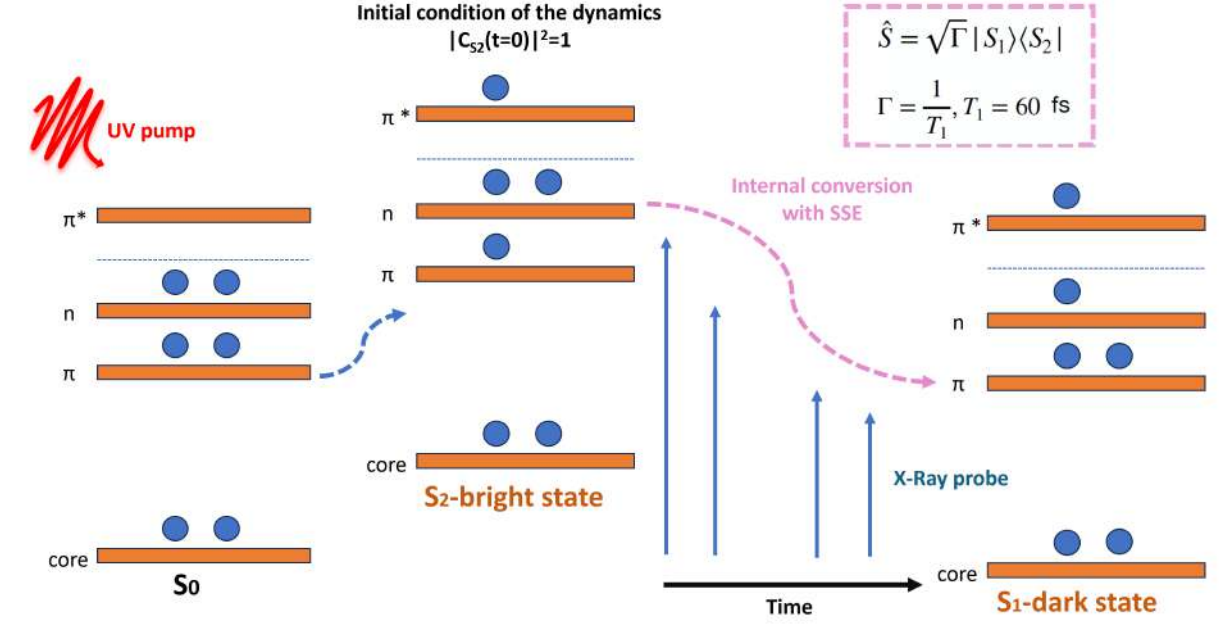 Initial condition of the dynamics
|C_S2(t=0)|²=1
Ŝ = √Γ |S₁⟩⟨S₂|
Γ = 1/T₁, T₁ = 60 fs
UV pump
π*
n
π
core
S0
π *
n
π
core
S2-bright state
Internal conversion
with SSE
X-Ray probe
Time
π *
n
π
core
S1-dark state